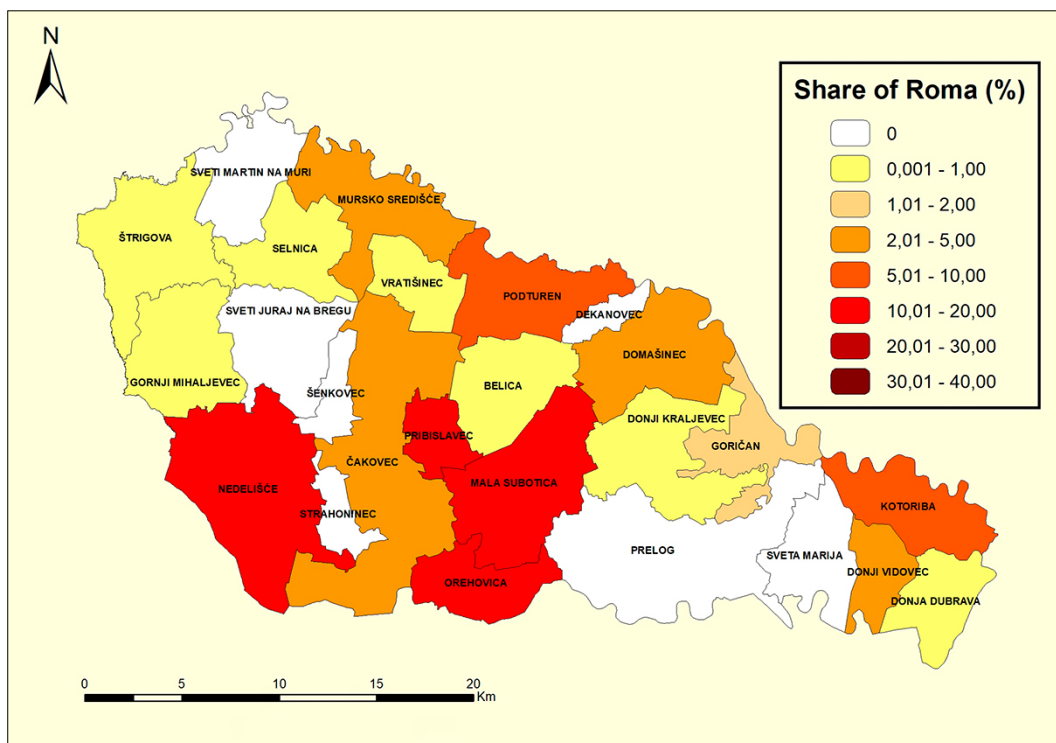 N
Share of Roma (%)
0
0,001 - 1,00
1,01 - 2,00
2,01 - 5,00
5,01 - 10,00
10,01 - 20,00
20,01 - 30,00
30,01 - 40,00
SVETI MARTIN NA MURI
MURSKO SREDIŠĆE
ŠTRIGOVA
SELNICA
VRATIŠINEC
PODTUREN
SVETI JURAJ NA BREGU
DEKANOVEC
DOMAŠINEC
GORNJI MIHALJEVEC
ŠENKOVEC
BELICA
DONJI KRALJEVEC
PRIBISLAVEC
GORIČAN
ČAKOVEC
NEDELIŠĆE
MALA SUBOTICA
STRAHONINEC
KOTORIBA
PRELOG
SVETA MARIJA
DONJI VIDOVEC
OREHOVICA
DONJA DUBRAVA
0 5 10 15 20
Km